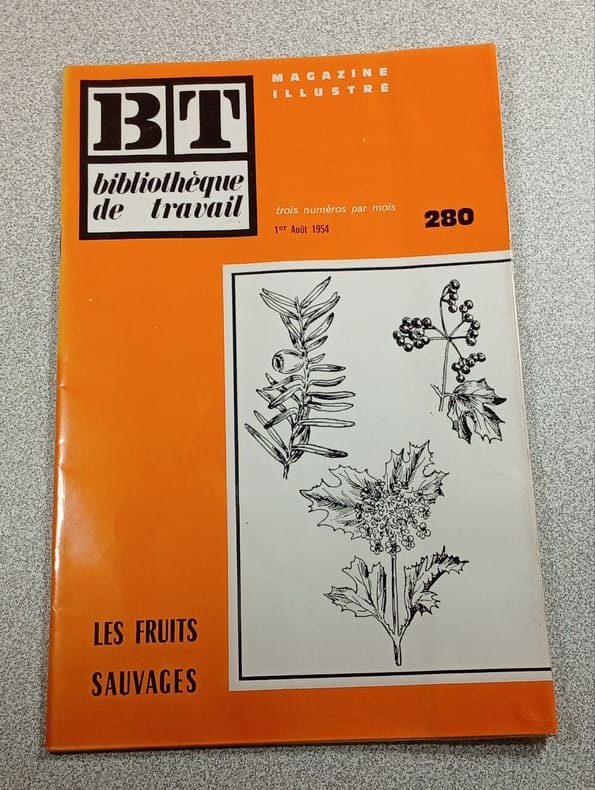 BT
bibliothèque
de travail
MAGAZINE
ILLUSTRÉ
trois numéros par mois
1er Août 1954
280
LES FRUITS
SAUVAGES